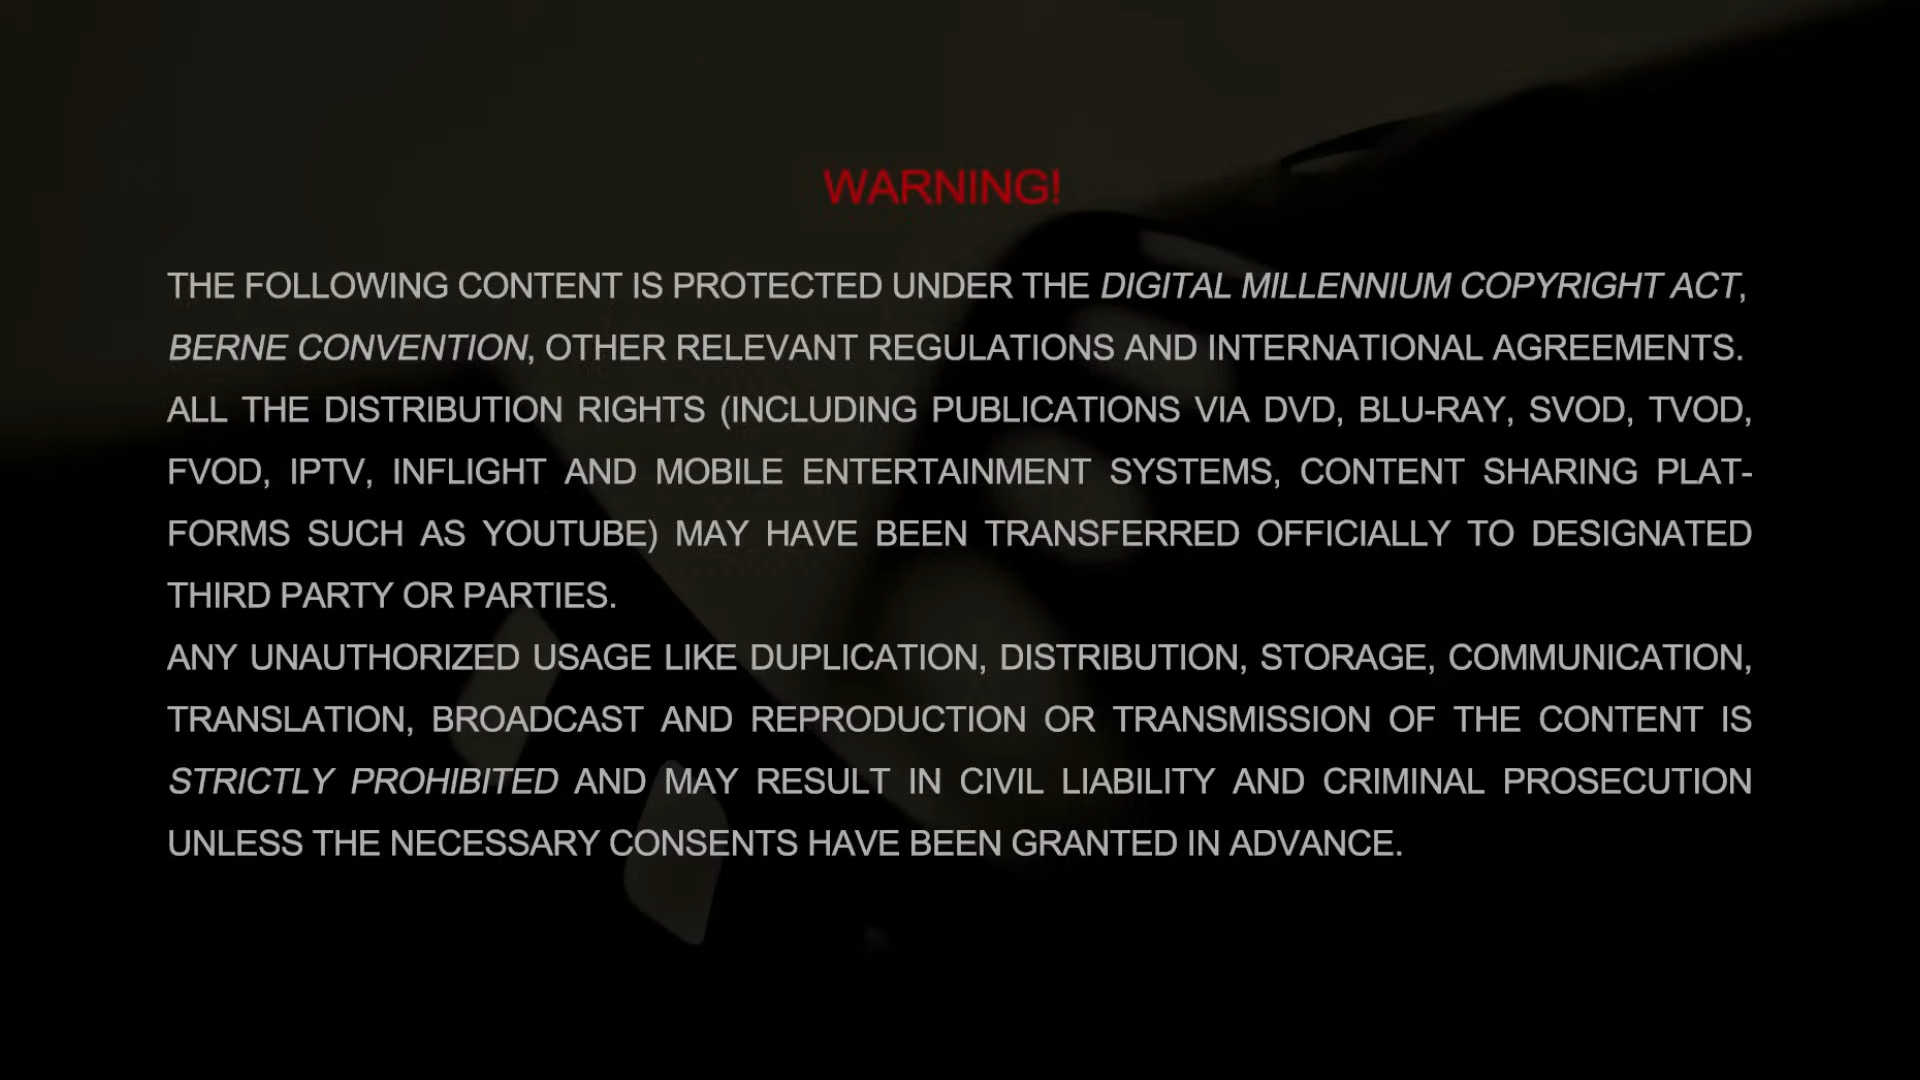 WARNING!
THE FOLLOWING CONTENT IS PROTECTED UNDER THE DIGITAL MILLENNIUM COPYRIGHT ACT,
BERNE CONVENTION, OTHER RELEVANT REGULATIONS AND INTERNATIONAL AGREEMENTS.
ALL THE DISTRIBUTION RIGHTS (INCLUDING PUBLICATIONS VIA DVD, BLU-RAY, SVOD, TVOD,
FVOD, IPTV, INFLIGHT AND MOBILE ENTERTAINMENT SYSTEMS, CONTENT SHARING PLAT-
FORMS SUCH AS YOUTUBE) MAY HAVE BEEN TRANSFERRED OFFICIALLY TO DESIGNATED
THIRD PARTY OR PARTIES.
ANY UNAUTHORIZED USAGE LIKE DUPLICATION, DISTRIBUTION, STORAGE, COMMUNICATION,
TRANSLATION, BROADCAST AND REPRODUCTION OR TRANSMISSION OF THE CONTENT IS
STRICTLY PROHIBITED AND MAY RESULT IN CIVIL LIABILITY AND CRIMINAL PROSECUTION
UNLESS THE NECESSARY CONSENTS HAVE BEEN GRANTED IN ADVANCE.